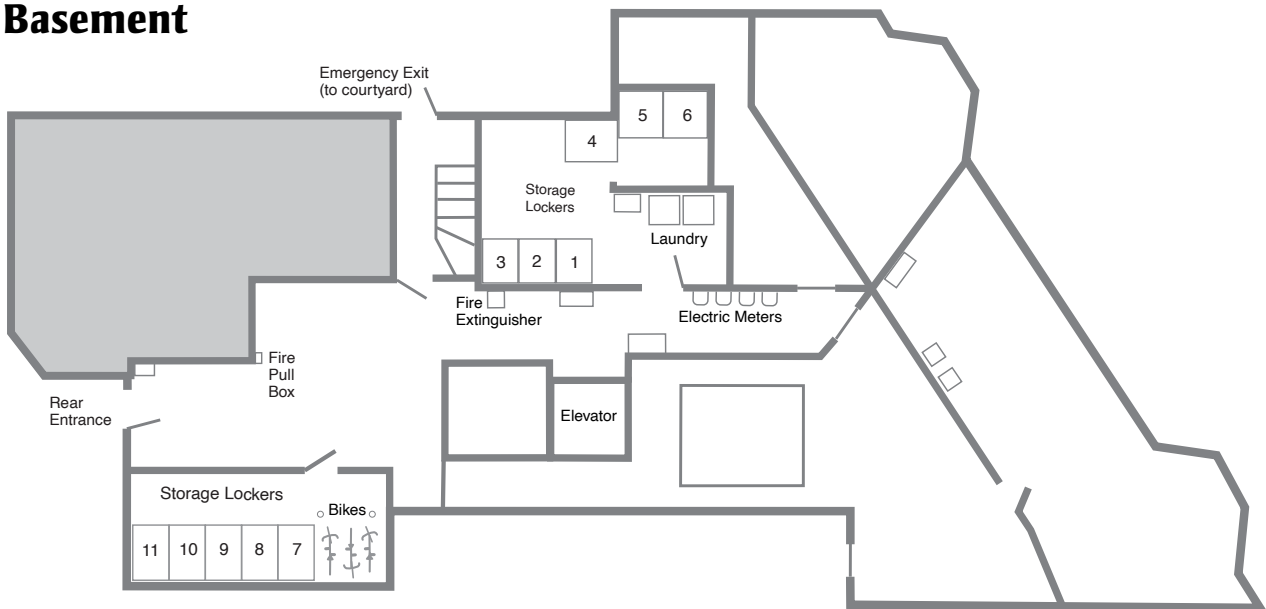 Basement
Emergency Exit
(to courtyard)
5
6
4
Storage
Lockers
Laundry
3
2
1
Fire
Extinguisher
Electric Meters
Fire
Pull
Box
Rear
Entrance
Elevator
Storage Lockers
Bikes
11
10
9
8
7